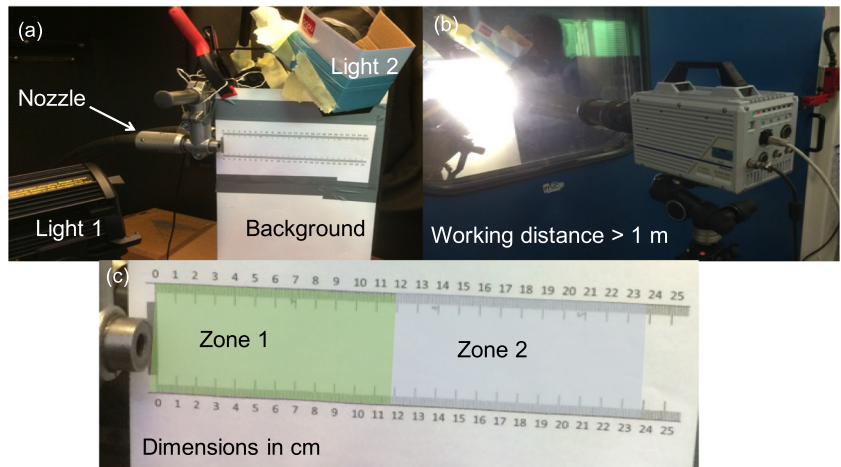 (a)
Light 2
Nozzle
Light 1
Background
(b)
Working distance > 1 m
(c)
0 1 2 3 4 5 6 7 8 9 10 11 12 13 14 15 16 17 18 19 20 21 22 23 24 25
Zone 1
Zone 2
0 1 2 3 4 5 6 7 8 9 10 11 12 13 14 15 16 17 18 19 20 21 22 23 24 25
Dimensions in cm